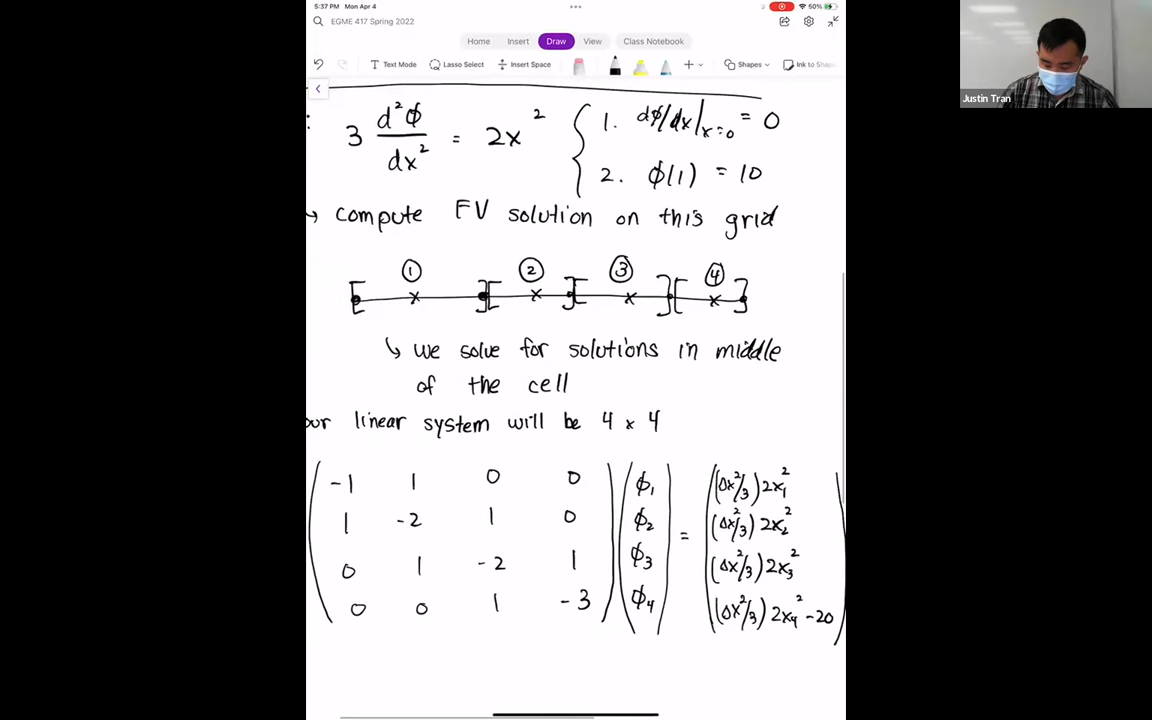 5:37 PM Mon Apr 4
50%
EGME 417 Spring 2022
Home Insert Draw View Class Notebook
Text Mode Lasso Select Insert Space Shapes Ink to Shape
Justin Tran
: 3 d²ϕ/dx² = 2x² { 1. dϕ/dx|x=0 = 0
2. ϕ(1) = 10
↪ compute FV solution on this grid
① ② ③ ④
↪ we solve for solutions in middle
of the cell
our linear system will be 4 x 4
-1 1 0 0 ϕ₁ (Δx²/3) 2x₁²
1 -2 1 0 ϕ₂ = (Δx²/3) 2x₂²
0 1 -2 1 ϕ₃ (Δx²/3) 2x₃²
0 0 1 -3 ϕ₄ (Δx²/3) 2x₄² - 20